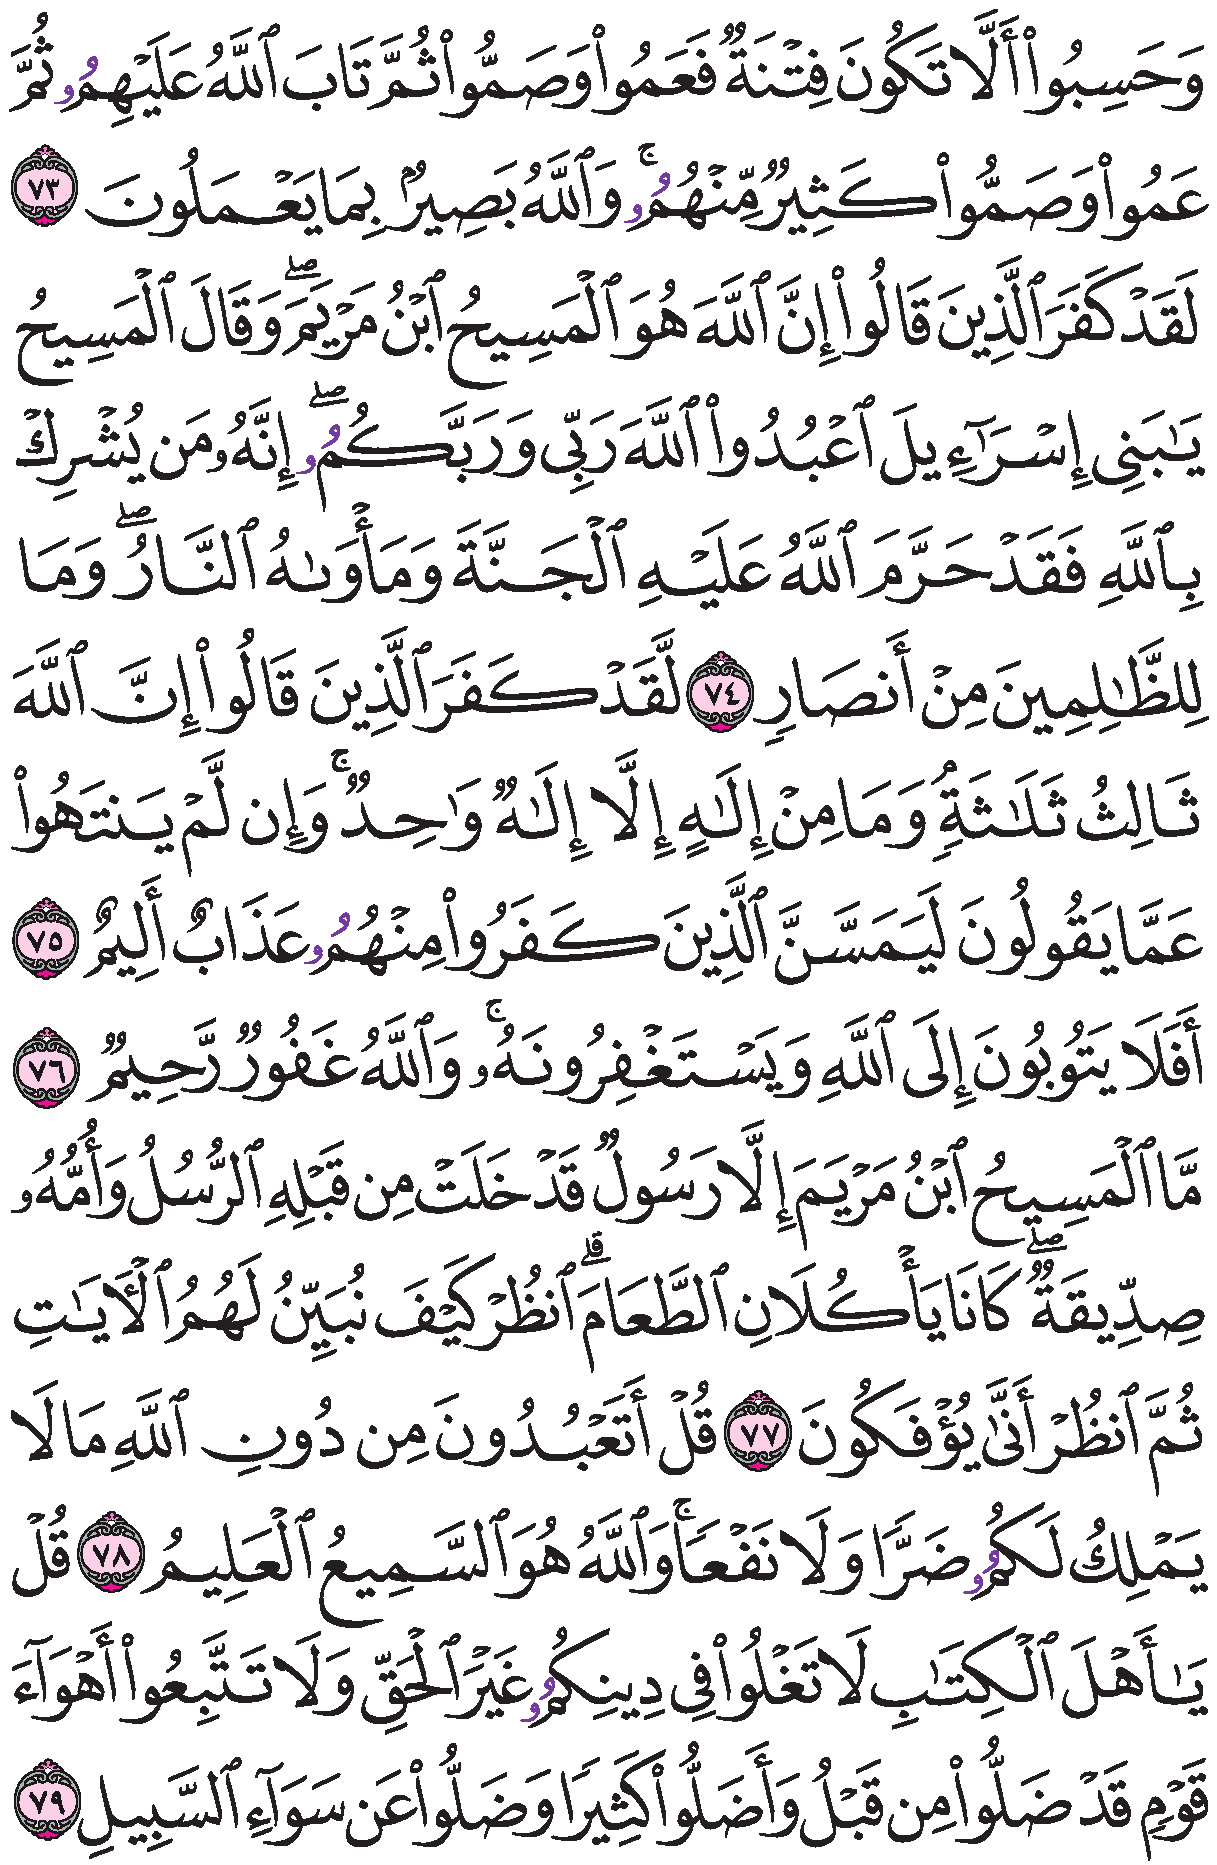 وَحَسِبُوٓا۟ أَلَّا تَكُونَ فِتْنَةٌ فَعَمُوا۟ وَصَمُّوا۟ ثُمَّ تَابَ ٱللَّهُ عَلَيْهِمُۥ ثُمَّ
عَمُوا۟ وَصَمُّوا۟ كَثِيرٌ مِّنْهُمُۥۚ وَٱللَّهُ بَصِيرٌۢ بِمَا يَعْمَلُونَ ٧٣
لَقَدْ كَفَرَ ٱلَّذِينَ قَالُوا۟ إِنَّ ٱللَّهَ هُوَ ٱلْمَسِيحُ ٱبْنُ مَرْيَمَۖ وَقَالَ ٱلْمَسِيحُ
يَٰبَنِى إِسْرَٰٓءِيلَ ٱعْبُدُوا۟ ٱللَّهَ رَبِّى وَرَبَّكُمُۥۖ إِنَّهُۥ مَن يُشْرِكْ
بِٱللَّهِ فَقَدْ حَرَّمَ ٱللَّهُ عَلَيْهِ ٱلْجَنَّةَ وَمَأْوَىٰهُ ٱلنَّارُۖ وَمَا
لِلظَّٰلِمِينَ مِنْ أَنصَارٍ ٧٤ لَّقَدْ كَفَرَ ٱلَّذِينَ قَالُوا۟ إِنَّ ٱللَّهَ
ثَالِثُ ثَلَٰثَةٍۢ وَمَا مِنْ إِلَٰهٍ إِلَّا إِلَٰهٌ وَٰحِدٌۚ وَإِن لَّمْ يَنتَهُوا۟
عَمَّا يَقُولُونَ لَيَمَسَّنَّ ٱلَّذِينَ كَفَرُوا۟ مِنْهُمُۥ عَذَابٌ أَلِيمٌ ٧٥
أَفَلَا يَتُوبُونَ إِلَى ٱللَّهِ وَيَسْتَغْفِرُونَهُۥۚ وَٱللَّهُ غَفُورٌ رَّحِيمٌ ٧٦
مَّا ٱلْمَسِيحُ ٱبْنُ مَرْيَمَ إِلَّا رَسُولٌ قَدْ خَلَتْ مِن قَبْلِهِ ٱلرُّسُلُ وَأُمُّهُۥ
صِدِّيقَةٌۖ كَانَا يَأْكُلَانِ ٱلطَّعَامَۗ ٱنظُرْ كَيْفَ نُبَيِّنُ لَهُمُ ٱلْأٓيَٰتِ
ثُمَّ ٱنظُرْ أَنَّىٰ يُؤْفَكُونَ ٧٧ قُلْ أَتَعْبُدُونَ مِن دُونِ ٱللَّهِ مَا لَا
يَمْلِكُ لَكُمُۥ ضَرًّا وَلَا نَفْعًاۚ وَٱللَّهُ هُوَ ٱلسَّمِيعُ ٱلْعَلِيمُ ٧٨ قُلْ
يَٰأَهْلَ ٱلْكِتَٰبِ لَا تَغْلُوا۟ فِى دِينِكُمُۥ غَيْرَ ٱلْحَقِّ وَلَا تَتَّبِعُوا۟ أَهْوَآءَ
قَوْمٍ قَدْ ضَلُّوا۟ مِن قَبْلُ وَأَضَلُّوا۟ كَثِيرًا وَضَلُّوا۟ عَن سَوَآءِ ٱلسَّبِيلِ ٧٩